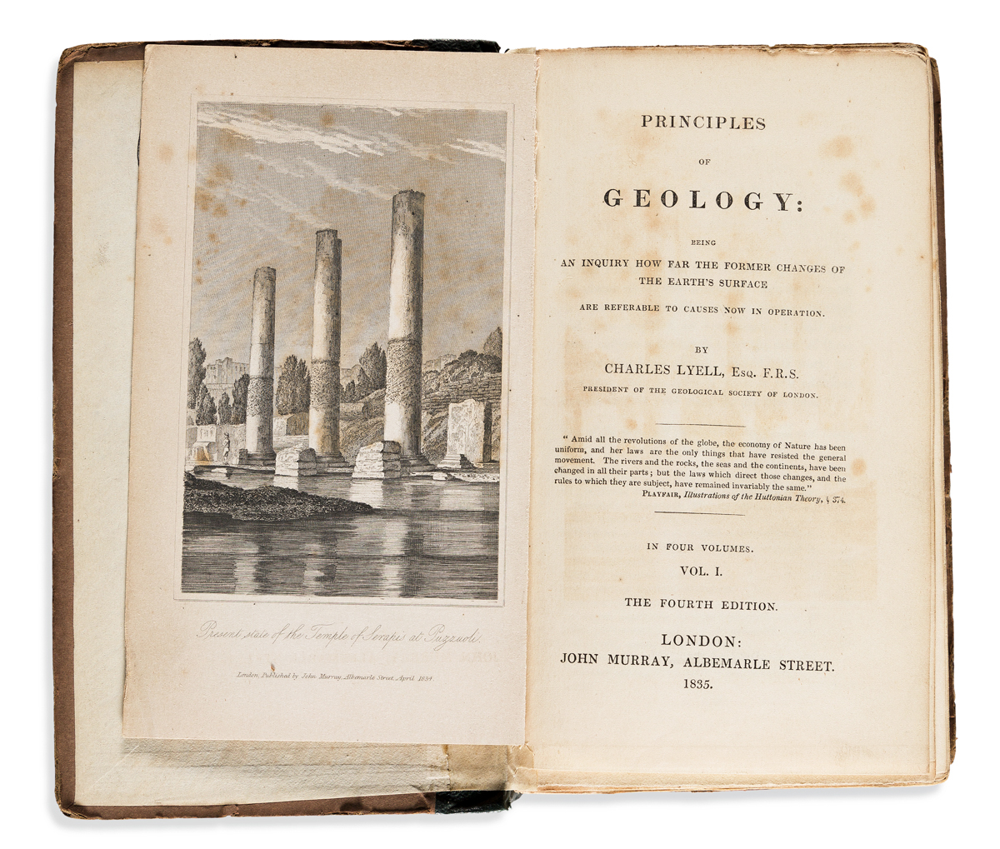 Present state of the Temple of Serapis at Puzzuoli.
London, Published by John Murray, Albemarle Street, April, 1834.
PRINCIPLES
OF
GEOLOGY:
BEING
AN INQUIRY HOW FAR THE FORMER CHANGES OF
THE EARTH'S SURFACE
ARE REFERABLE TO CAUSES NOW IN OPERATION.
BY
CHARLES LYELL, Esq. F.R.S.
PRESIDENT OF THE GEOLOGICAL SOCIETY OF LONDON.
" Amid all the revolutions of the globe, the economy of Nature has been
uniform, and her laws are the only things that have resisted the general
movement. The rivers and the rocks, the seas and the continents, have been
changed in all their parts; but the laws which direct those changes, and the
rules to which they are subject, have remained invariably the same."
PLAYFAIR, Illustrations of the Huttonian Theory, § 374.
IN FOUR VOLUMES.
VOL. I.
THE FOURTH EDITION.
LONDON:
JOHN MURRAY, ALBEMARLE STREET.
1835.